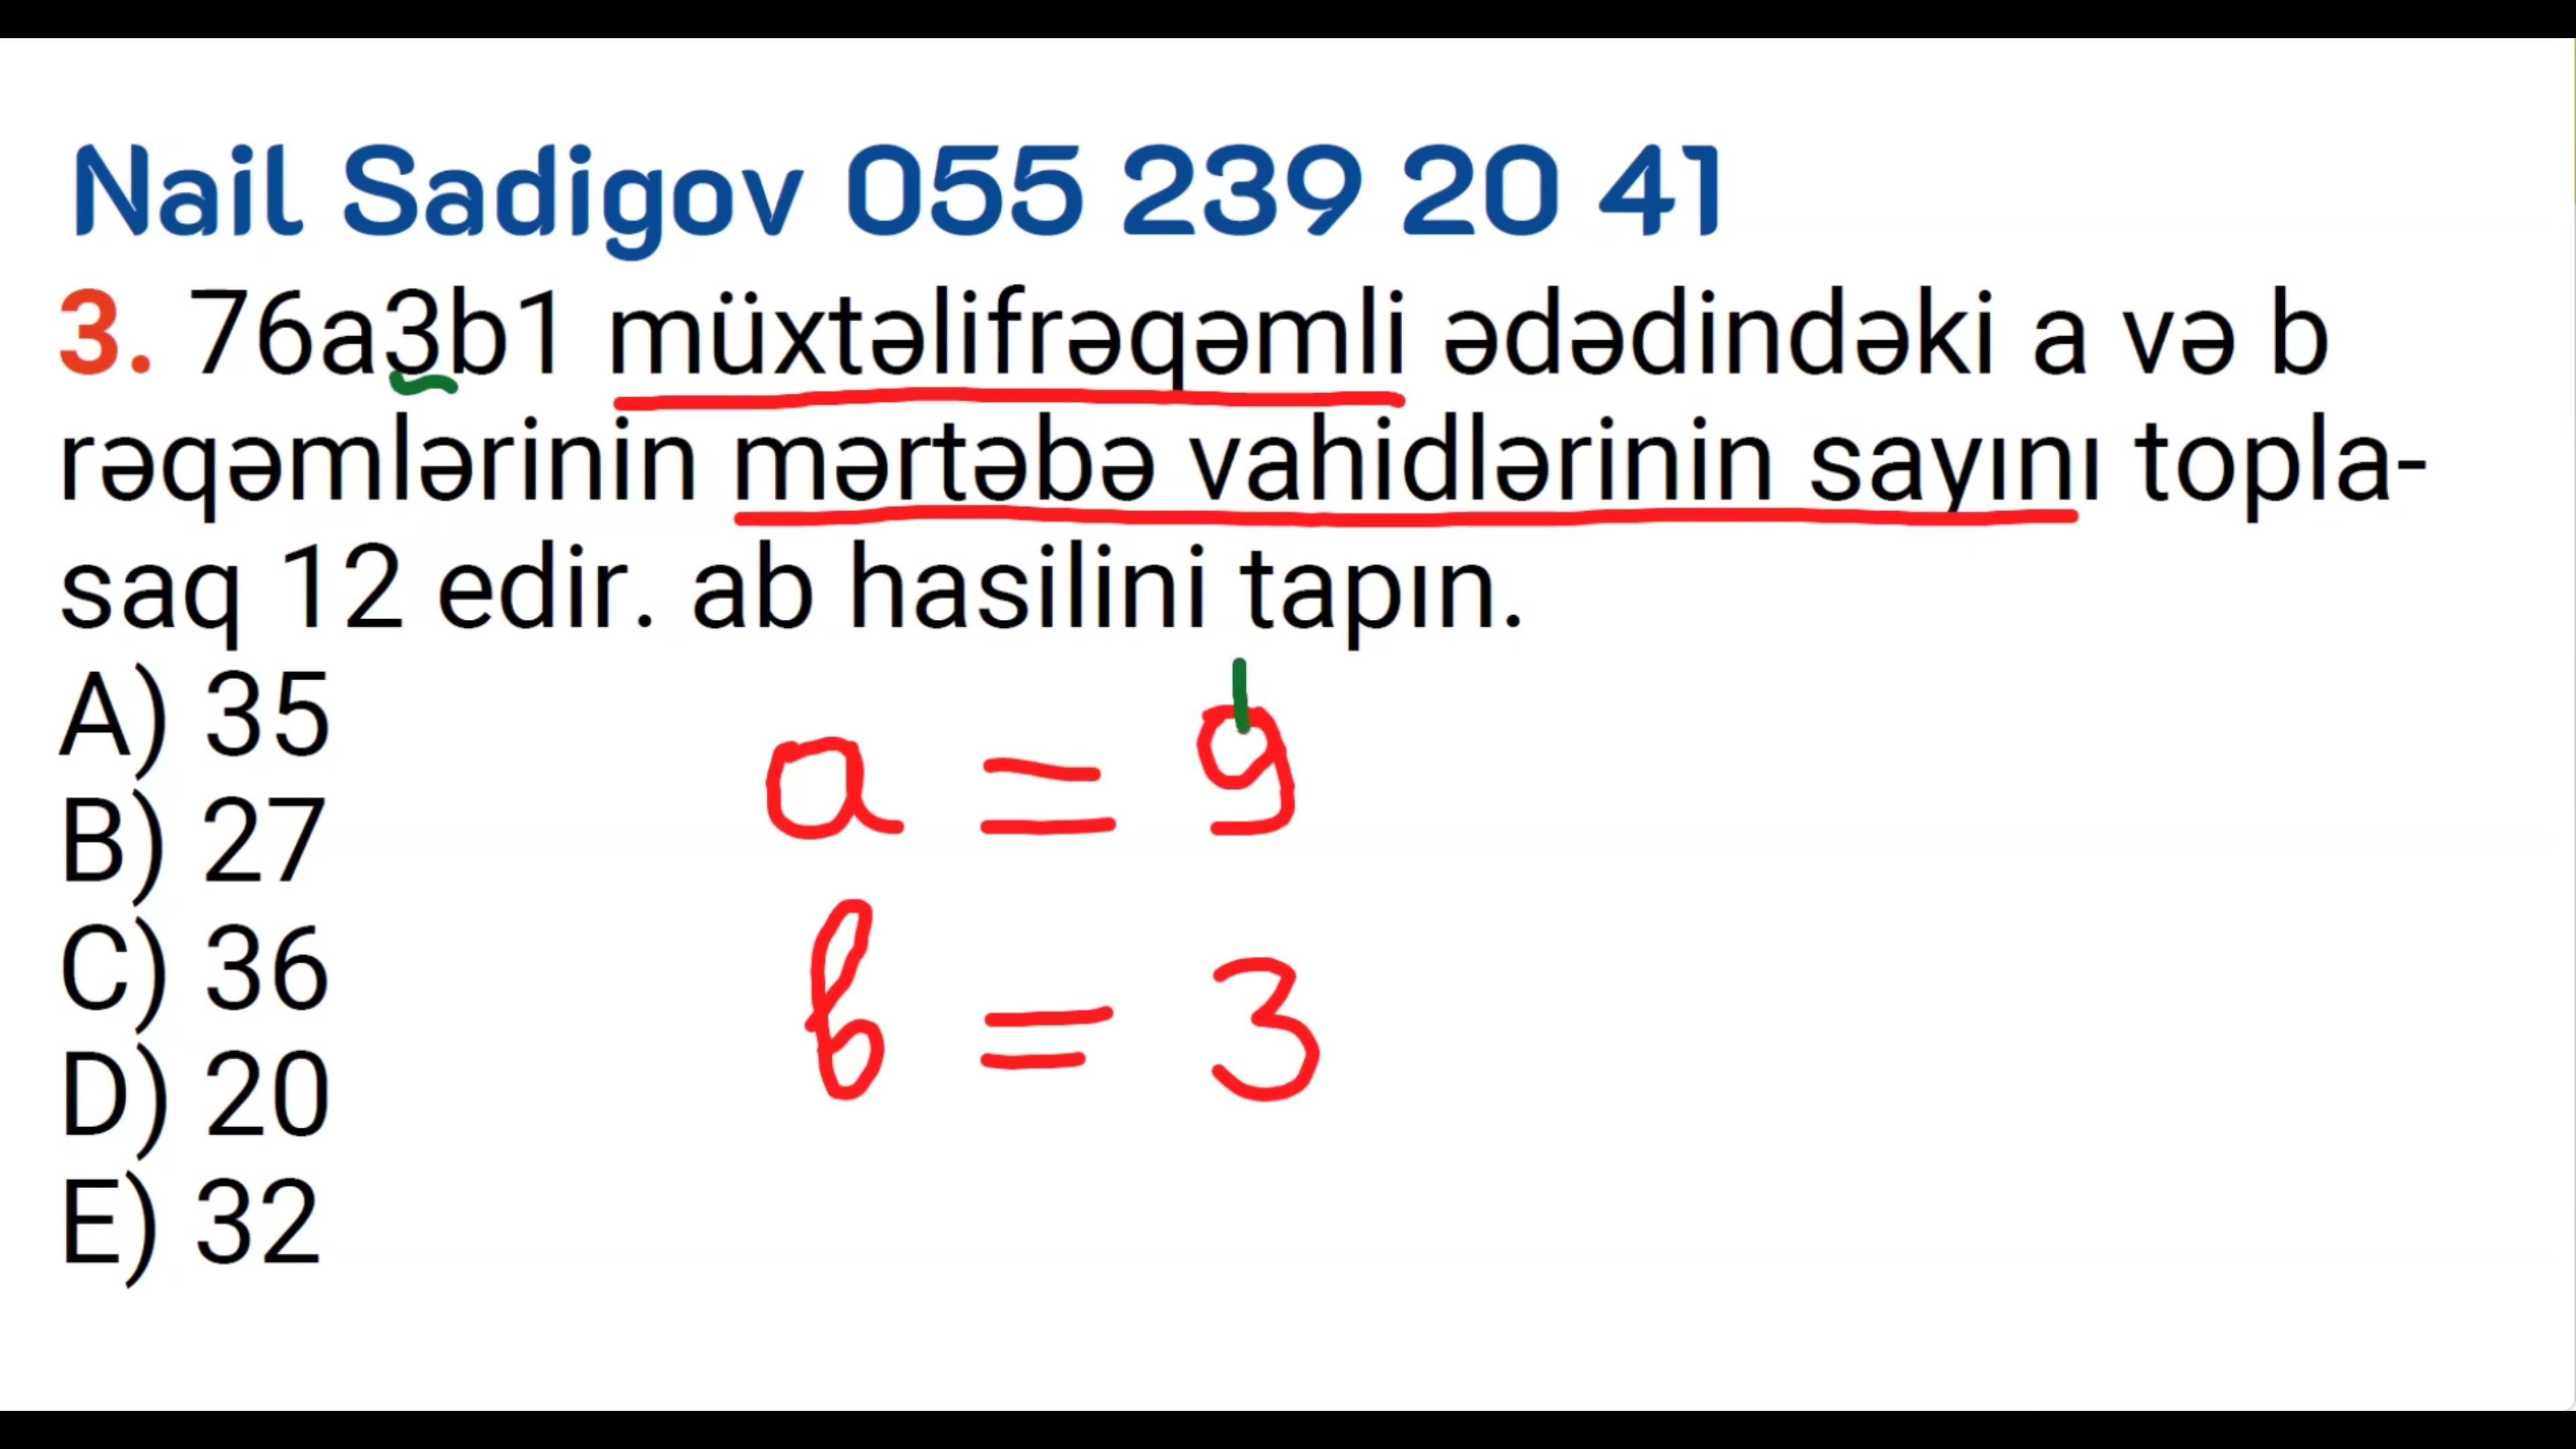 Nail Sadigov 055 239 20 41
3. 76a3b1 müxtəlifrəqəmli ədədindəki a və b
rəqəmlərinin mərtəbə vahidlərinin sayını topla-
saq 12 edir. ab hasilini tapın.
A) 35
B) 27
C) 36
D) 20
E) 32
a = 9
b = 3